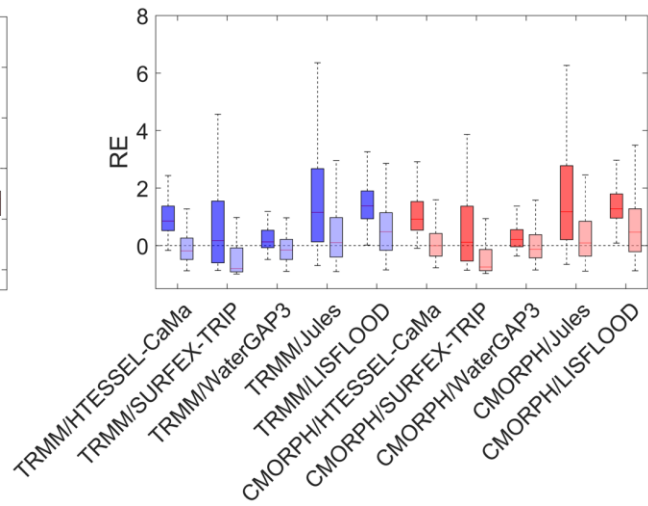 8
6
4
2
0
RE
TRMM/HTESSEL-CaMa
TRMM/SURFEX-TRIP
TRMM/WaterGAP3
TRMM/Jules
TRMM/LISFLOOD
CMORPH/HTESSEL-CaMa
CMORPH/SURFEX-TRIP
CMORPH/WaterGAP3
CMORPH/Jules
CMORPH/LISFLOOD